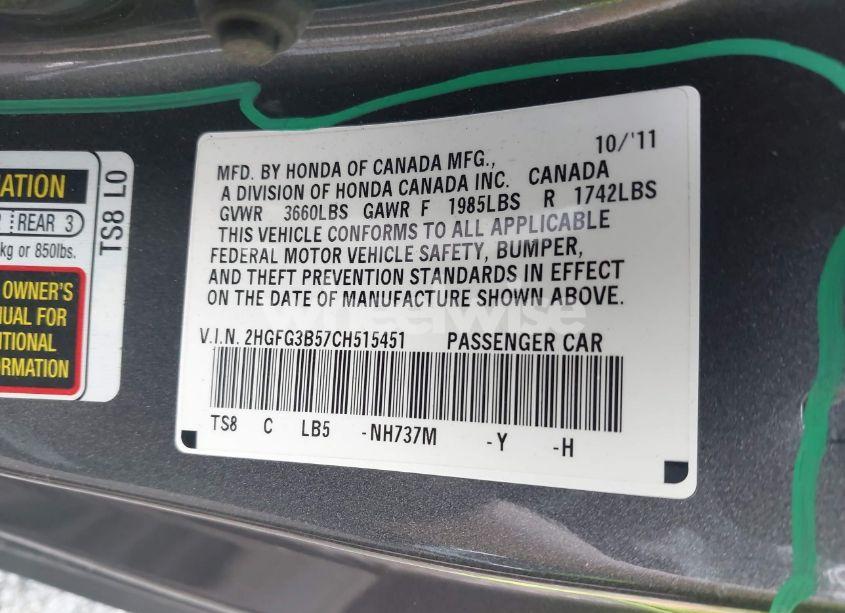 ATION
REAR 3
kg or 850lbs.
OWNER'S
UAL FOR
ITIONAL
FORMATION
TS8 L0
10/'11
MFD. BY HONDA OF CANADA MFG.,
A DIVISION OF HONDA CANADA INC. CANADA
GVWR 3660LBS GAWR F 1985LBS R 1742LBS
THIS VEHICLE CONFORMS TO ALL APPLICABLE
FEDERAL MOTOR VEHICLE SAFETY, BUMPER,
AND THEFT PREVENTION STANDARDS IN EFFECT
ON THE DATE OF MANUFACTURE SHOWN ABOVE.
wheelwise
V.I.N. 2HGFG3B57CH515451 PASSENGER CAR
TS8 C LB5 -NH737M -Y -H